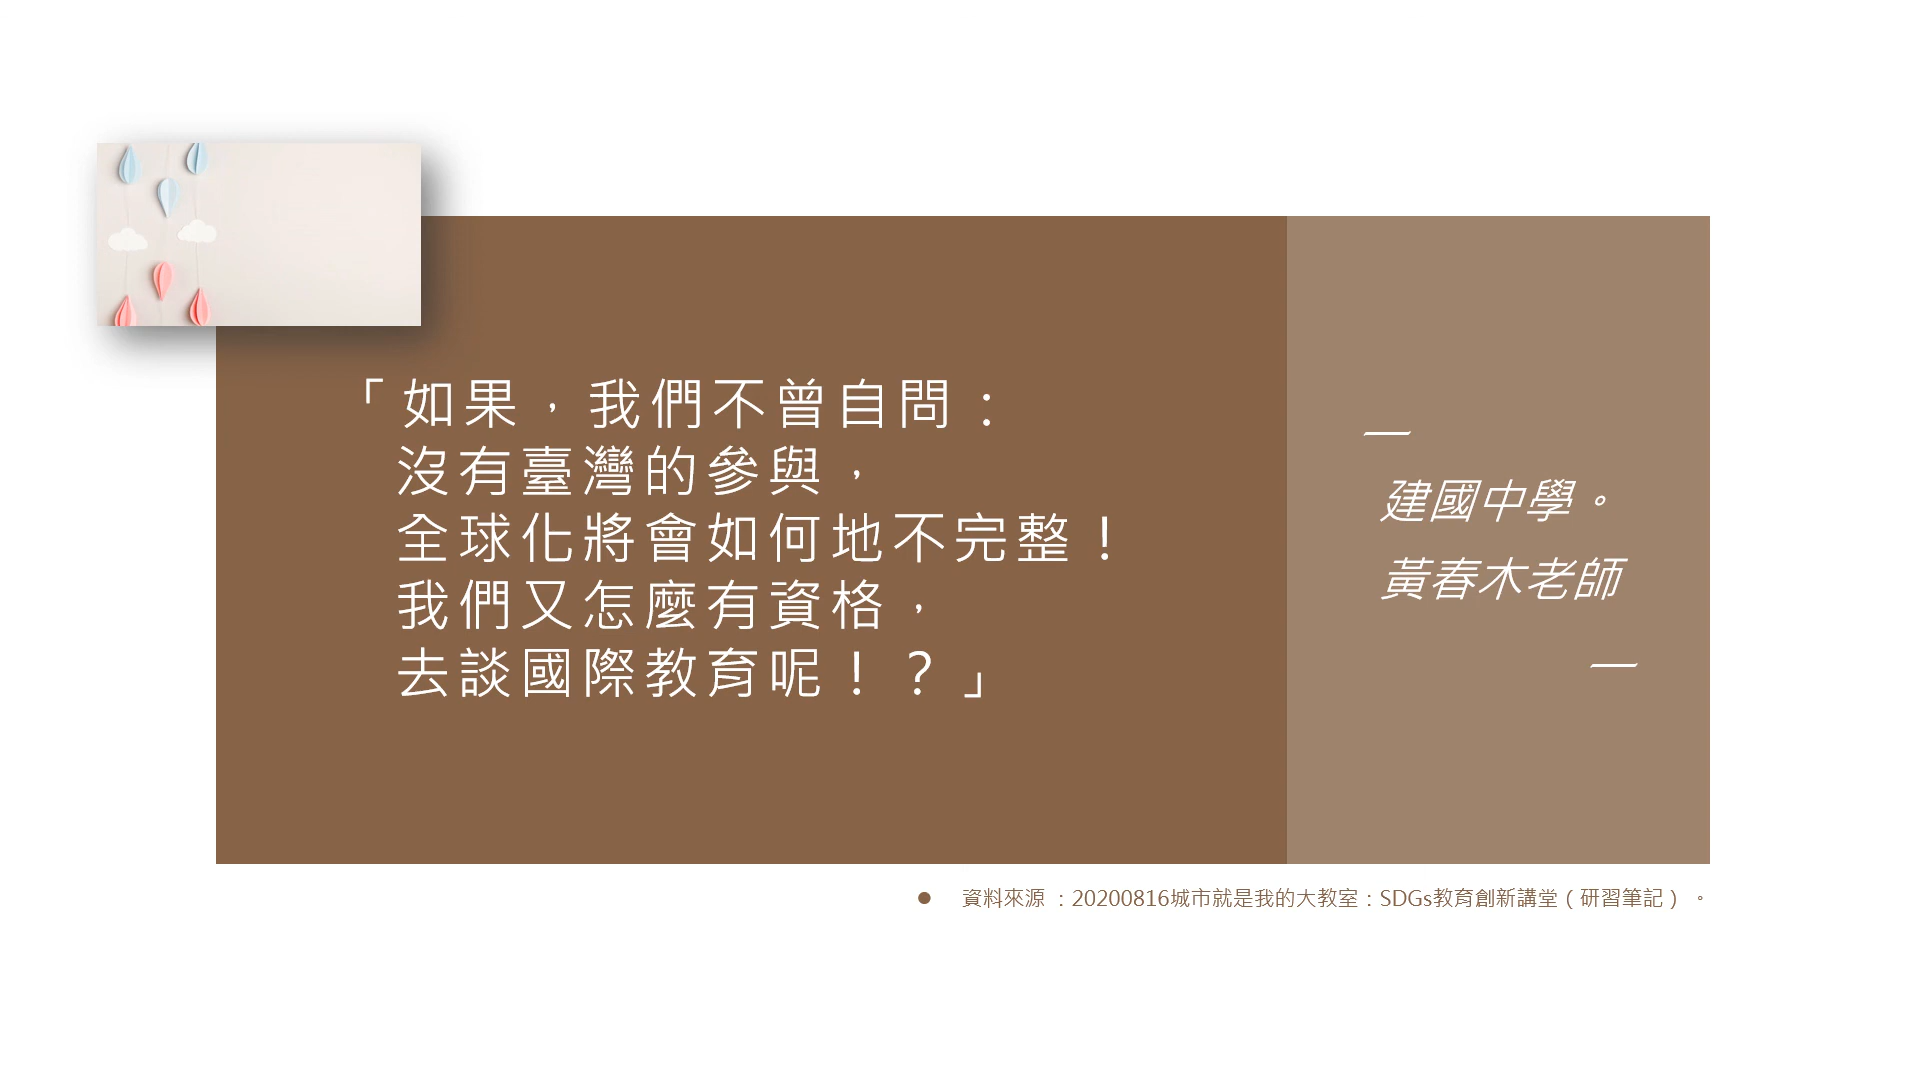 「如果，我們不曾自問：
沒有臺灣的參與，
全球化將會如何地不完整！
我們又怎麼有資格，
去談國際教育呢！？」
—
建國中學。
黃春木老師
—
● 資料來源 ：20200816城市就是我的大教室：SDGs教育創新講堂（研習筆記）。